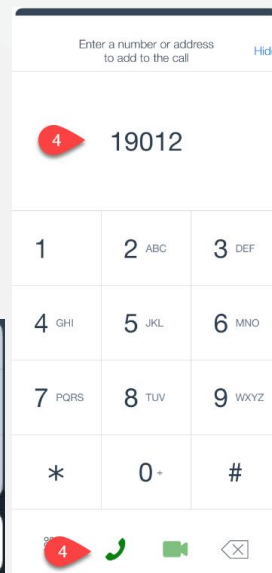 Enter a number or address
to add to the call
Hide
4 19012
1 2 ABC 3 DEF
4 GHI 5 JKL 6 MNO
7 PQRS 8 TUV 9 WXYZ
* 0 + #
4